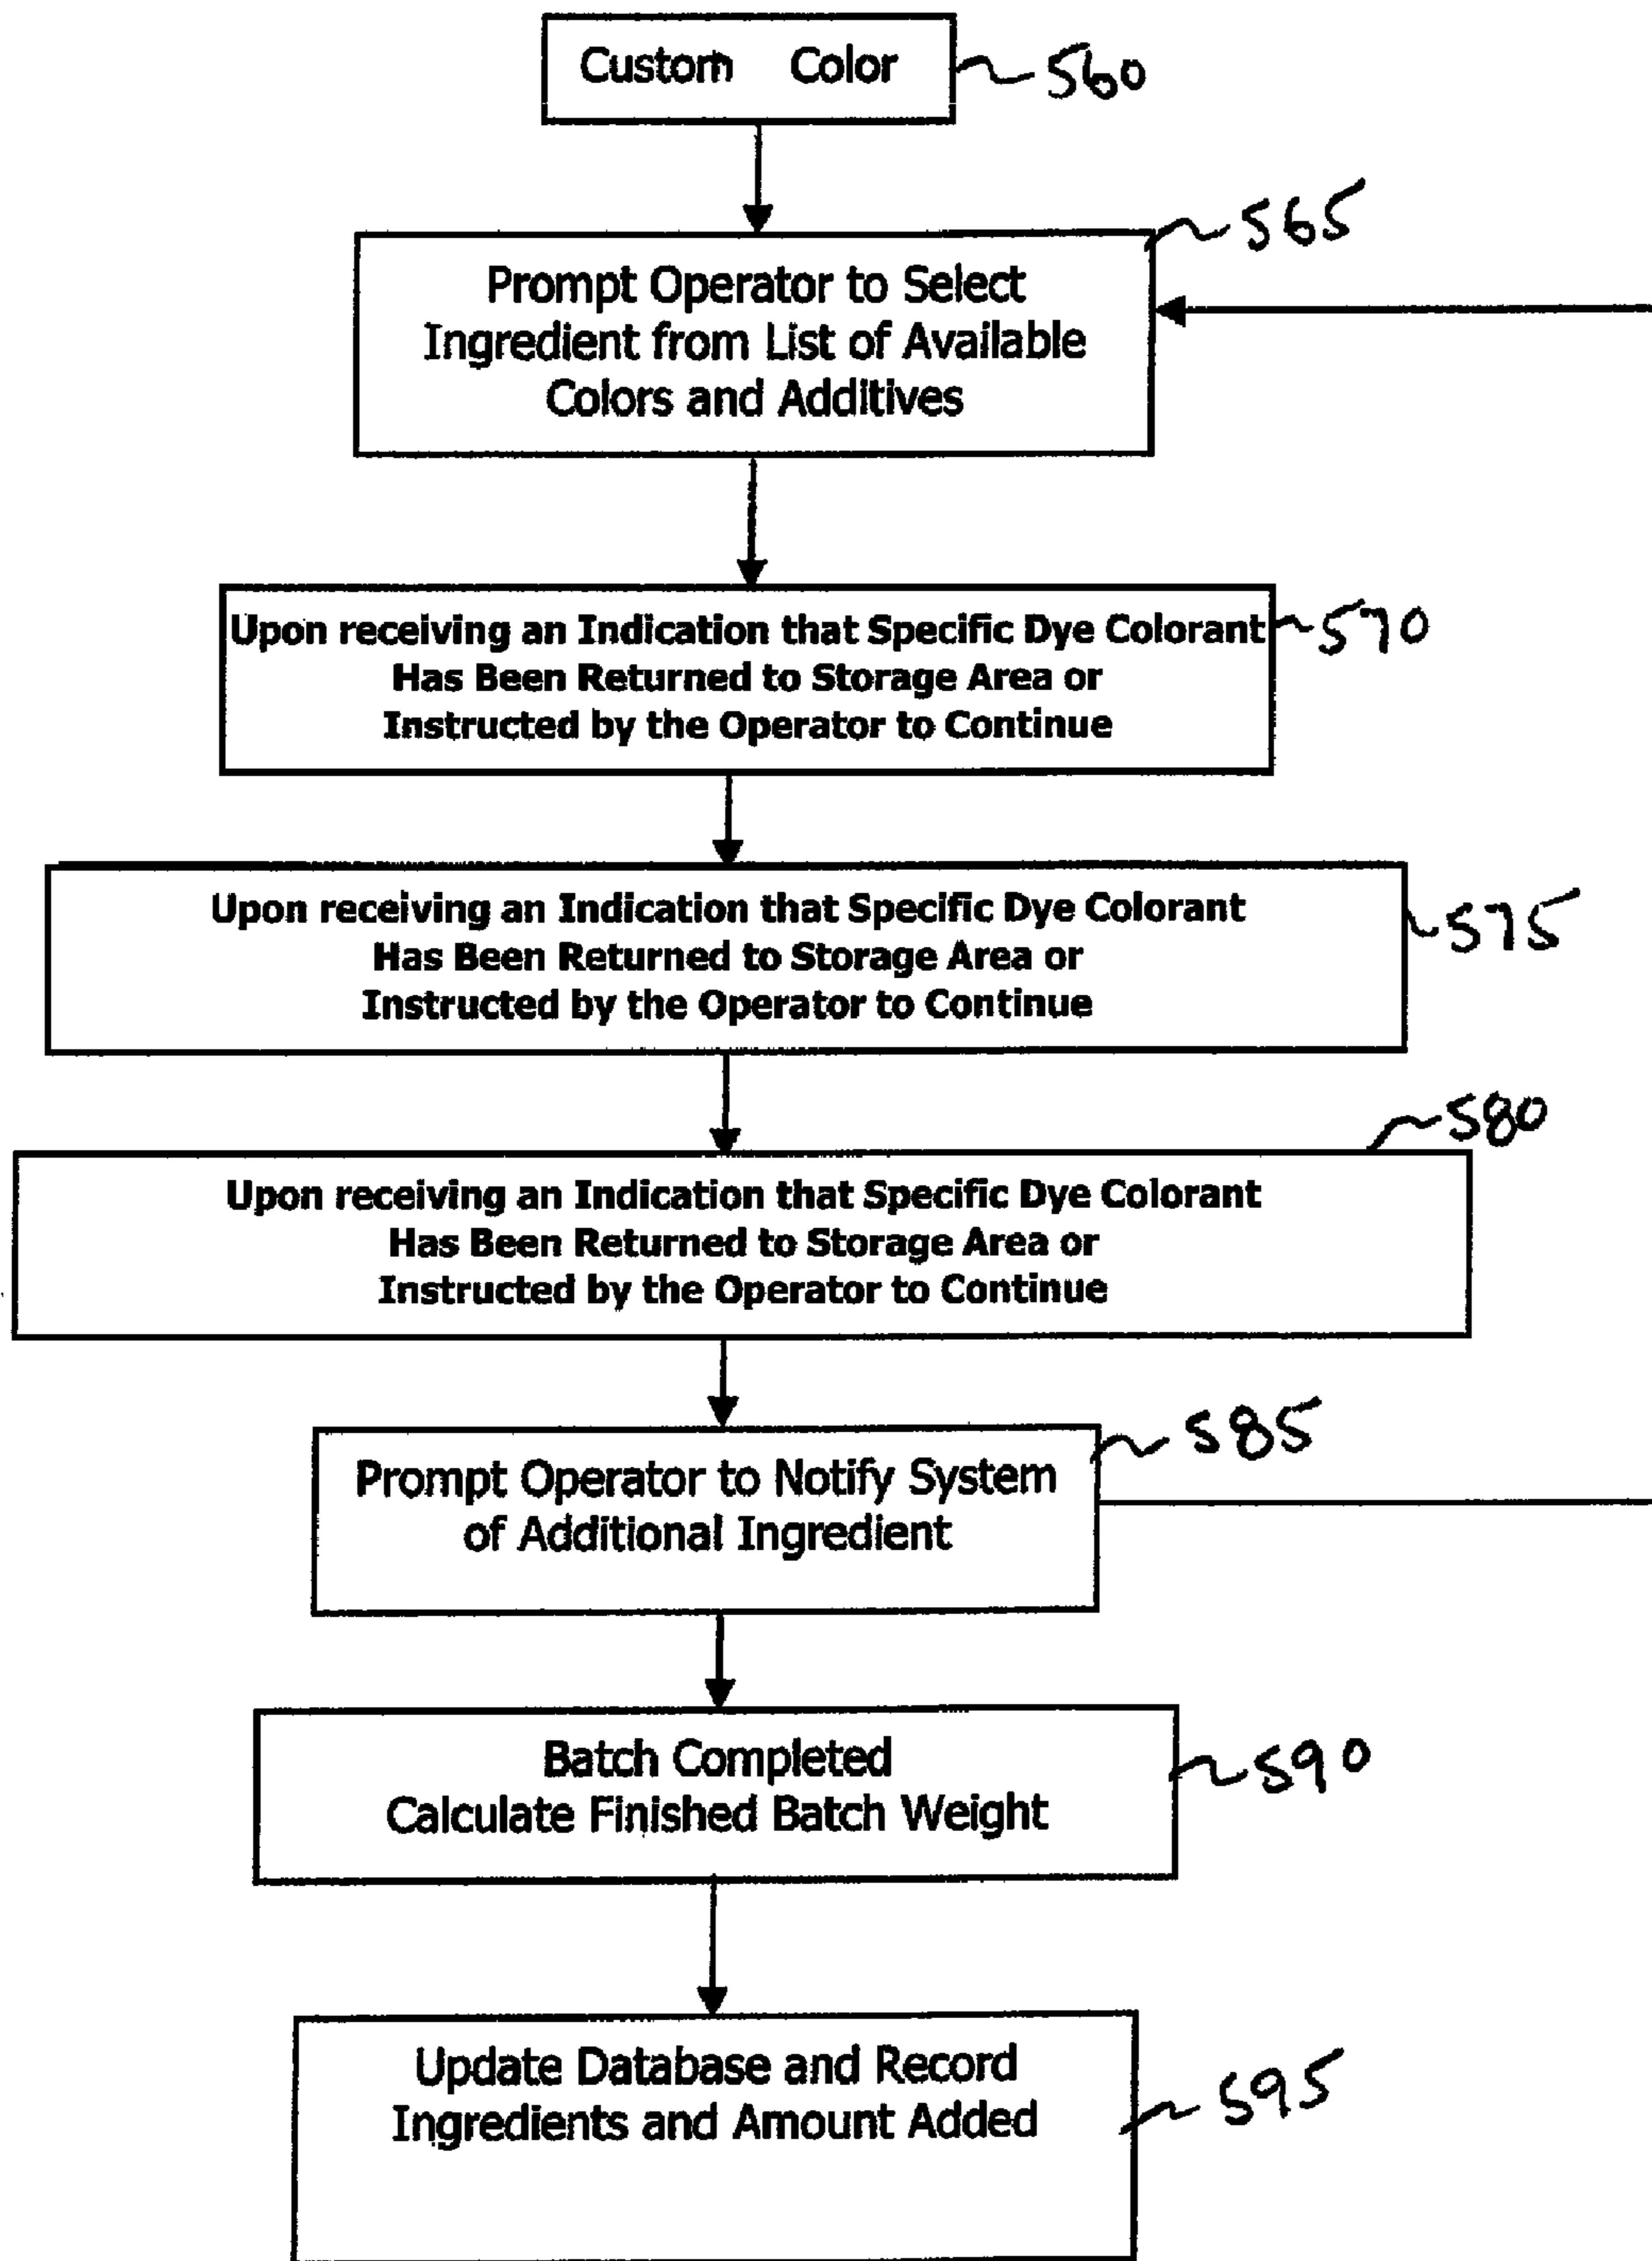 Custom Color
560
565
Prompt Operator to Select
Ingredient from List of Available
Colors and Additives
Upon receiving an Indication that Specific Dye Colorant
570
Has Been Returned to Storage Area or
Instructed by the Operator to Continue
Upon receiving an Indication that Specific Dye Colorant
575
Has Been Returned to Storage Area or
Instructed by the Operator to Continue
580
Upon receiving an Indication that Specific Dye Colorant
Has Been Returned to Storage Area or
Instructed by the Operator to Continue
585
Prompt Operator to Notify System
of Additional Ingredient
Batch Completed
590
Calculate Finished Batch Weight
Update Database and Record
Ingredients and Amount Added
595